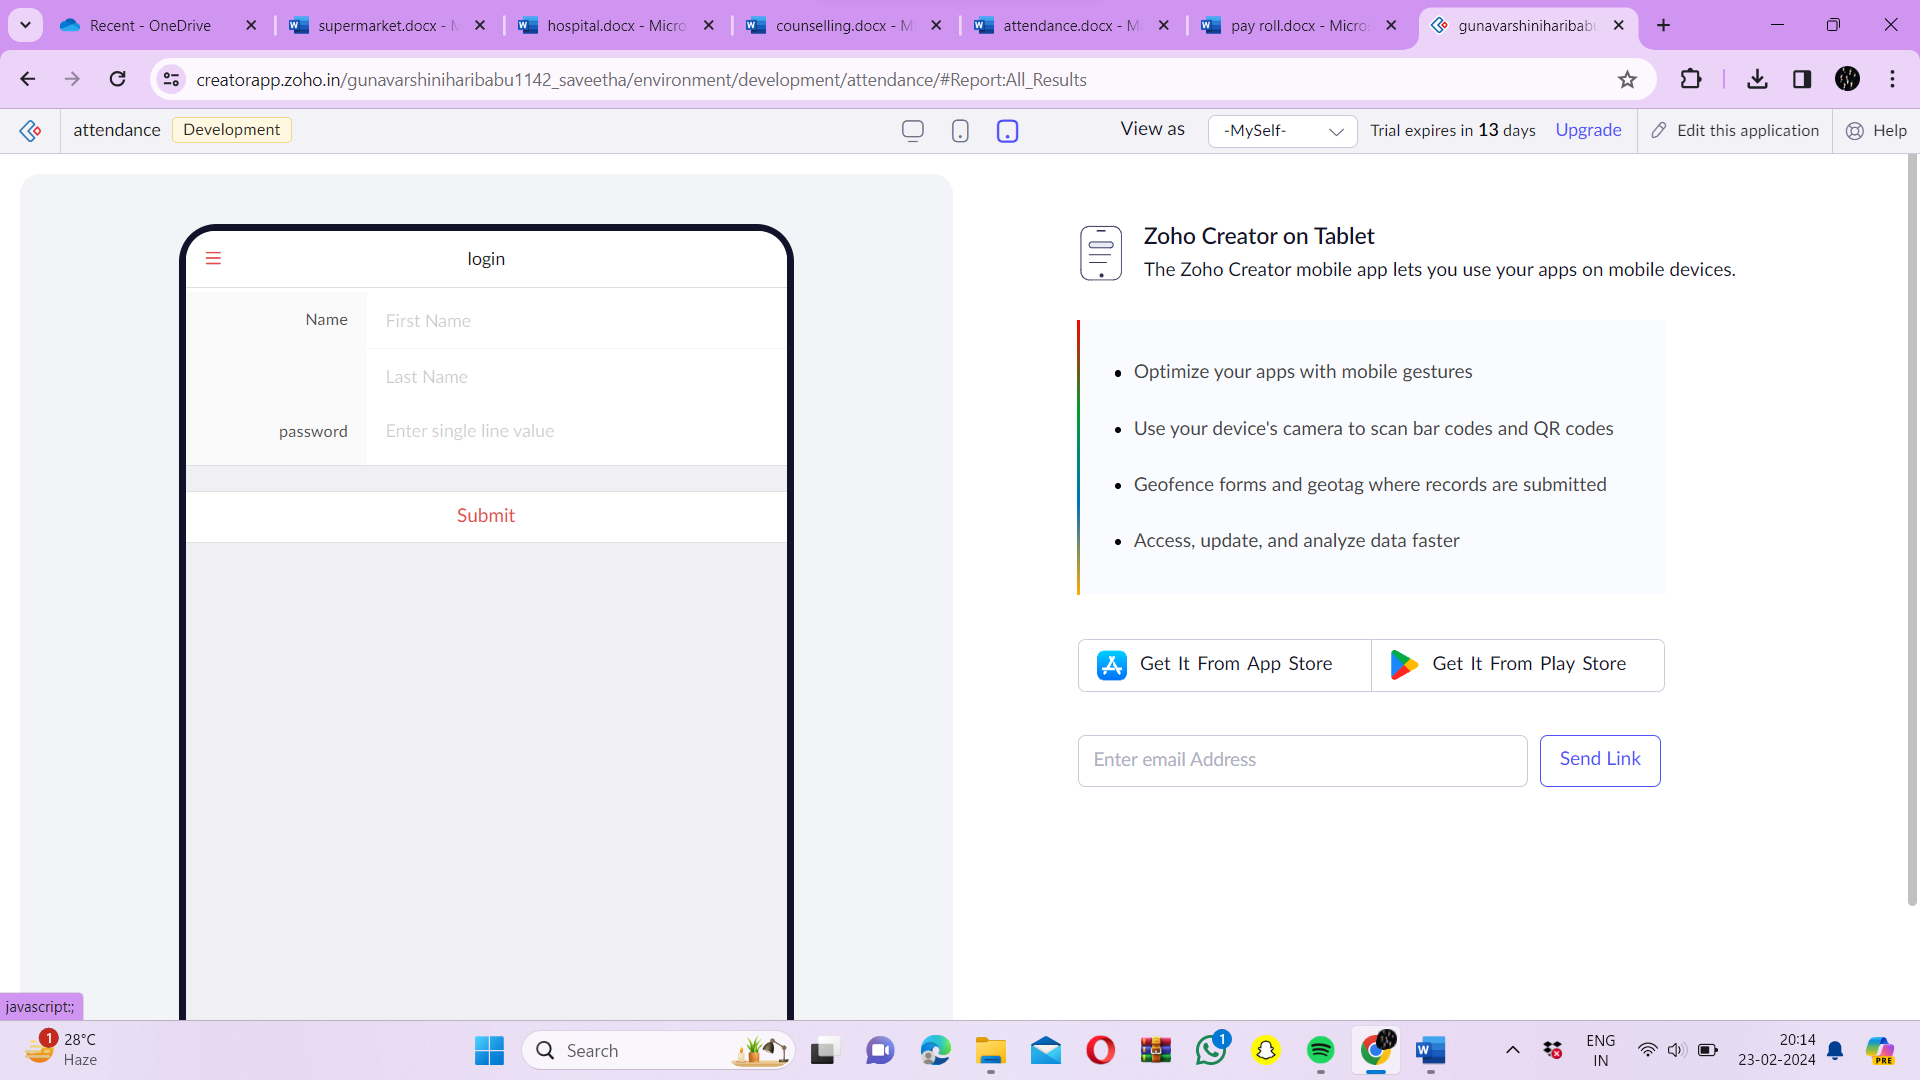 Recent - OneDrive
supermarket.docx - M
hospital.docx - Micro
counselling.docx - M
attendance.docx - Mi
pay roll.docx - Micros
gunavarshiniharibabu
creatorapp.zoho.in/gunavarshiniharibabu1142_saveetha/environment/development/attendance/#Report:All_Results
attendance
Development
View as
-MySelf-
Trial expires in 13 days
Upgrade
Edit this application
Help
login
Name
First Name
Last Name
password
Enter single line value
Submit
Zoho Creator on Tablet
The Zoho Creator mobile app lets you use your apps on mobile devices.
Optimize your apps with mobile gestures
Use your device's camera to scan bar codes and QR codes
Geofence forms and geotag where records are submitted
Access, update, and analyze data faster
Get It From App Store
Get It From Play Store
Enter email Address
Send Link
javascript:;
1
28°C
Haze
Search
1
ENG
IN
20:14
23-02-2024
PRE